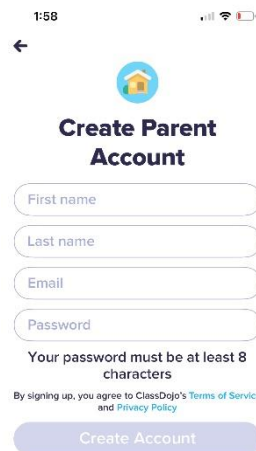 1:58
Create Parent
Account
First name
Last name
Email
Password
Your password must be at least 8
characters
By signing up, you agree to ClassDojo's Terms of Servic
and Privacy Policy
Create Account